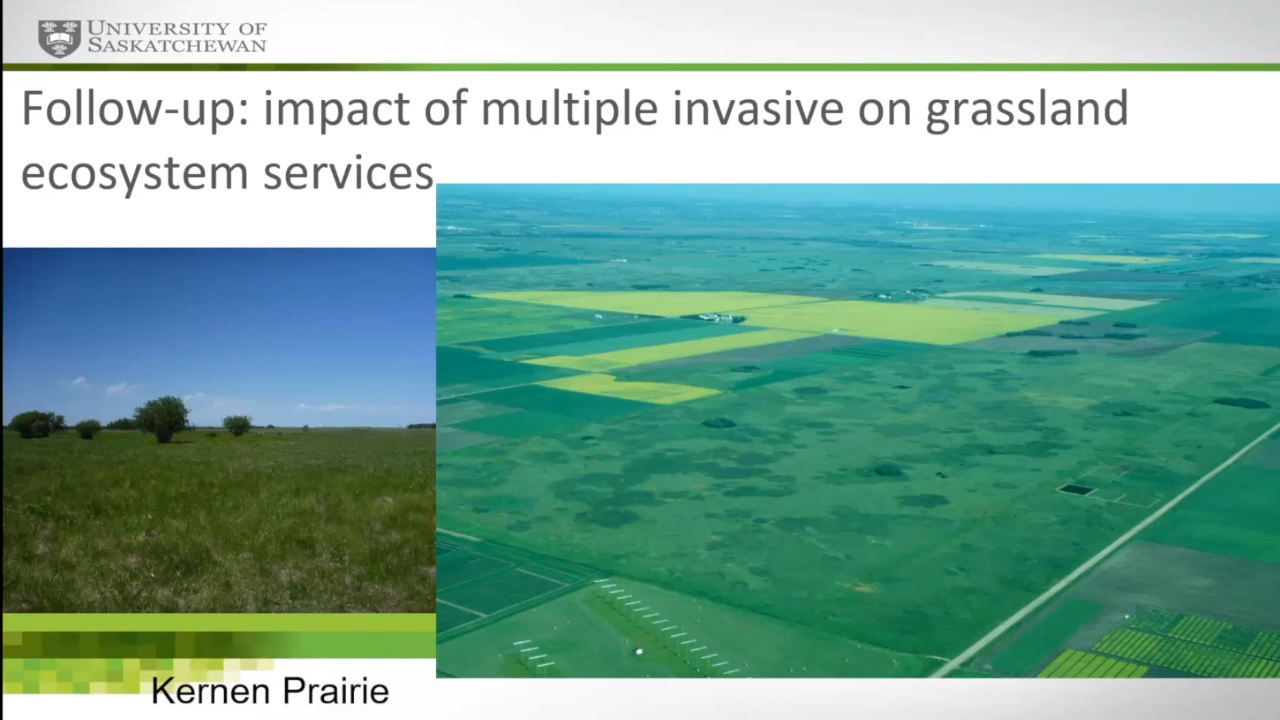 UNIVERSITY OF
SASKATCHEWAN
Follow-up: impact of multiple invasive on grassland
ecosystem services
Kernen Prairie